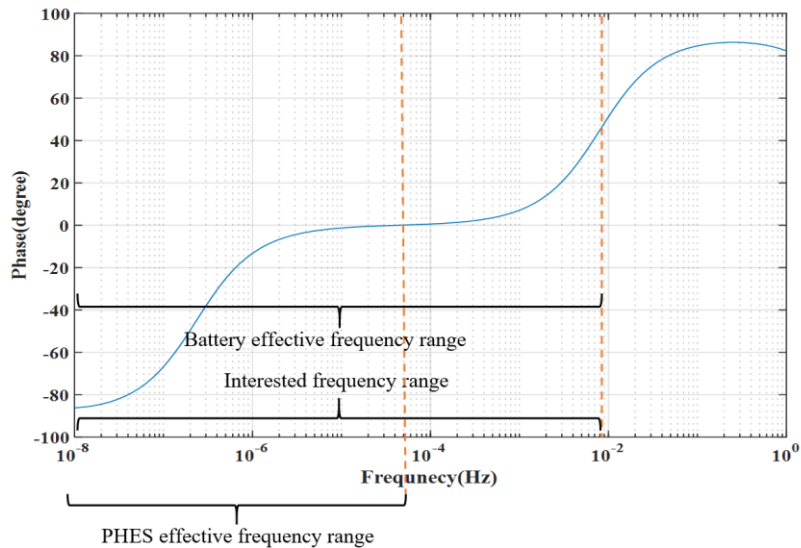 100
80
60
40
20
0
-20
-40
-60
-80
-100
Phase(degree)
Battery effective frequency range
Interested frequency range
10^-8 10^-6 10^-4 10^-2 10^0
Frequnecy(Hz)
PHES effective frequency range